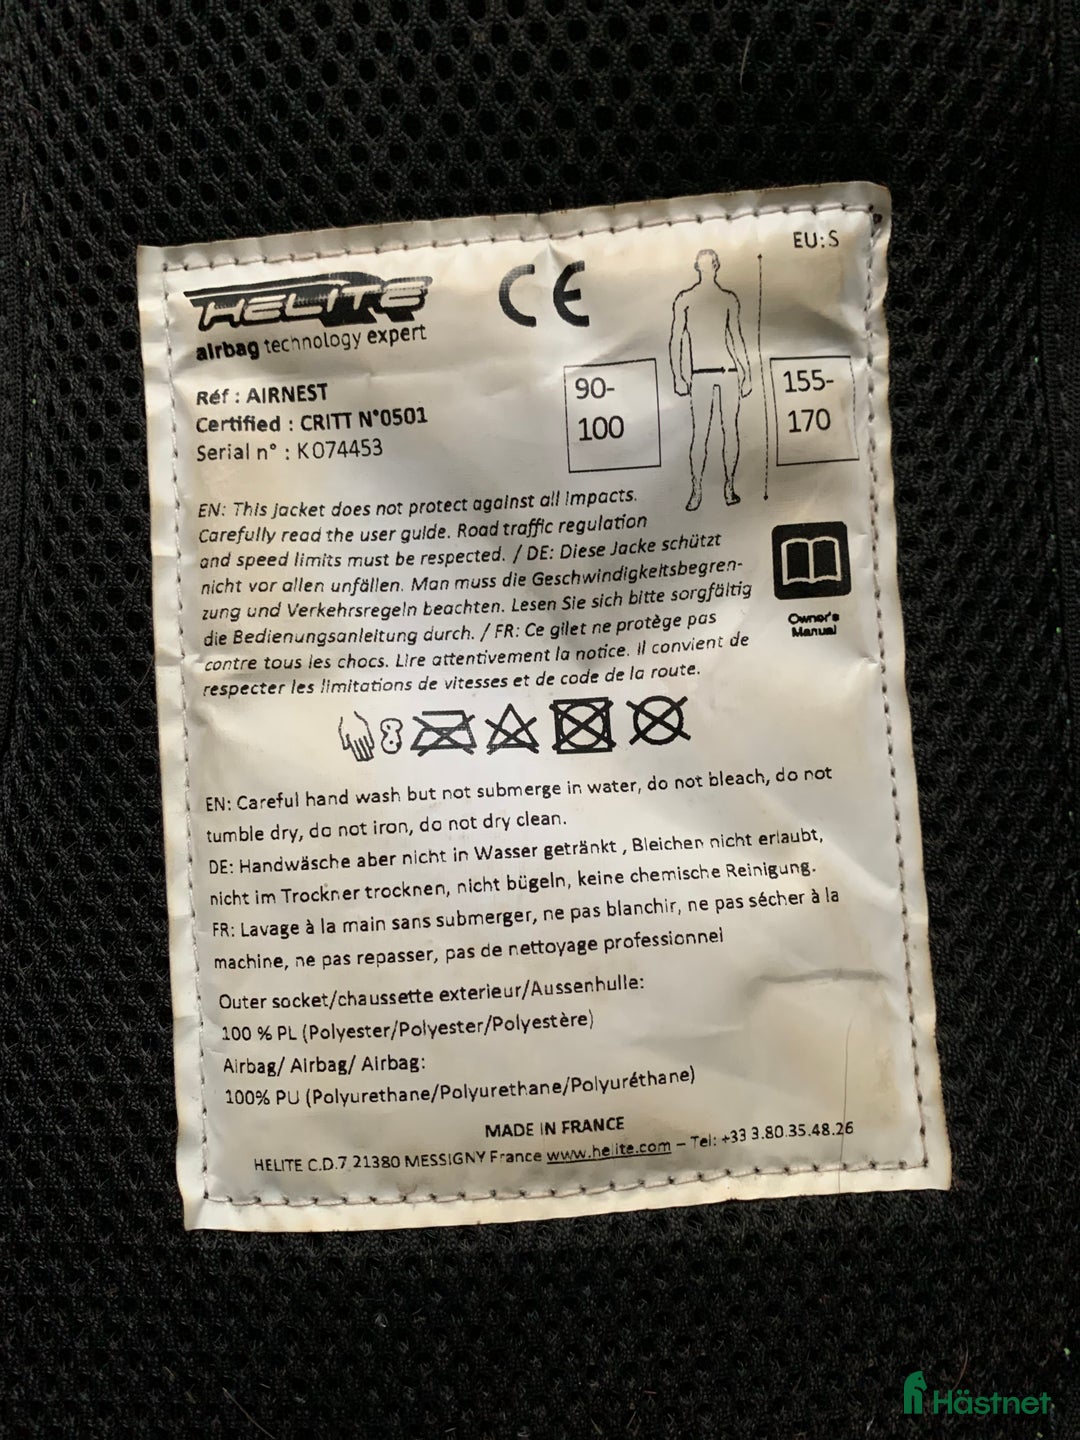 EU:S
HELITE
airbag technology expert
CE
Réf : AIRNEST
Certified : CRITT N°0501
Serial n° : K074453
90-
100
155-
170
EN: This jacket does not protect against all impacts.
Carefully read the user guide. Road traffic regulation
and speed limits must be respected. / DE: Diese Jacke schützt
nicht vor allen unfällen. Man muss die Geschwindigkeitsbegren-
zung und Verkehrsregeln beachten. Lesen Sie sich bitte sorgfältig
die Bedienungsanleitung durch. / FR: Ce gilet ne protège pas
contre tous les chocs. Lire attentivement la notice. Il convient de
respecter les limitations de vitesses et de code de la route.
Owner's
Manual
EN: Careful hand wash but not submerge in water, do not bleach, do not
tumble dry, do not iron, do not dry clean.
DE: Handwäsche aber nicht in Wasser getränkt , Bleichen nicht erlaubt,
nicht im Trockner trocknen, nicht bügeln, keine chemische Reinigung.
FR: Lavage à la main sans submerger, ne pas blanchir, ne pas sécher à la
machine, ne pas repasser, pas de nettoyage professionnel
Outer socket/chaussette exterieur/Aussenhulle:
100 % PL (Polyester/Polyester/Polyestère)
Airbag/ Airbag/ Airbag:
100% PU (Polyurethane/Polyurethane/Polyuréthane)
MADE IN FRANCE
HELITE C.D.7 21380 MESSIGNY France www.helite.com – Tel: +33 3.80.35.48.26
Hästnet